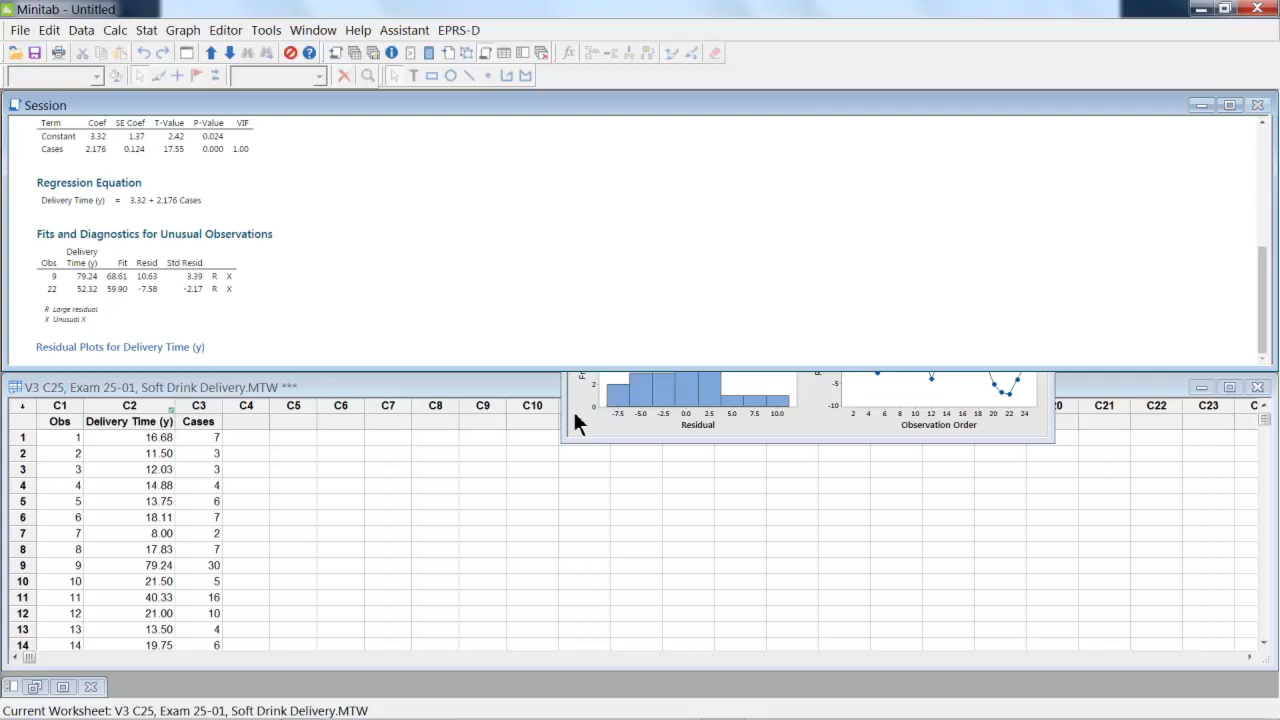 Minitab - Untitled
File Edit Data Calc Stat Graph Editor Tools Window Help Assistant EPRS-D
Session
Term Coef SE Coef T-Value P-Value VIF
Constant 3.32 1.37 2.42 0.024
Cases 2.176 0.124 17.55 0.000 1.00
Regression Equation
Delivery Time (y) = 3.32 + 2.176 Cases
Fits and Diagnostics for Unusual Observations
Delivery
Obs Time (y) Fit Resid Std Resid
9 79.24 68.61 10.63 3.39 R X
22 52.32 59.90 -7.58 -2.17 R X
R Large residual
X Unusual X
Residual Plots for Delivery Time (y)
2
0
-7.5 -5.0 -2.5 0.0 2.5 5.0 7.5 10.0
Residual
-5
-10
2 4 6 8 10 12 14 16 18 20 22 24
Observation Order
V3 C25, Exam 25-01, Soft Drink Delivery.MTW ***
C1 C2 C3 C4 C5 C6 C7 C8 C9 C10 20 C21 C22 C23 C
Obs Delivery Time (y) Cases
1 1 16.68 7
2 2 11.50 3
3 3 12.03 3
4 4 14.88 4
5 5 13.75 6
6 6 18.11 7
7 7 8.00 2
8 8 17.83 7
9 9 79.24 30
10 10 21.50 5
11 11 40.33 16
12 12 21.00 10
13 13 13.50 4
14 14 19.75 6
Current Worksheet: V3 C25, Exam 25-01, Soft Drink Delivery.MTW